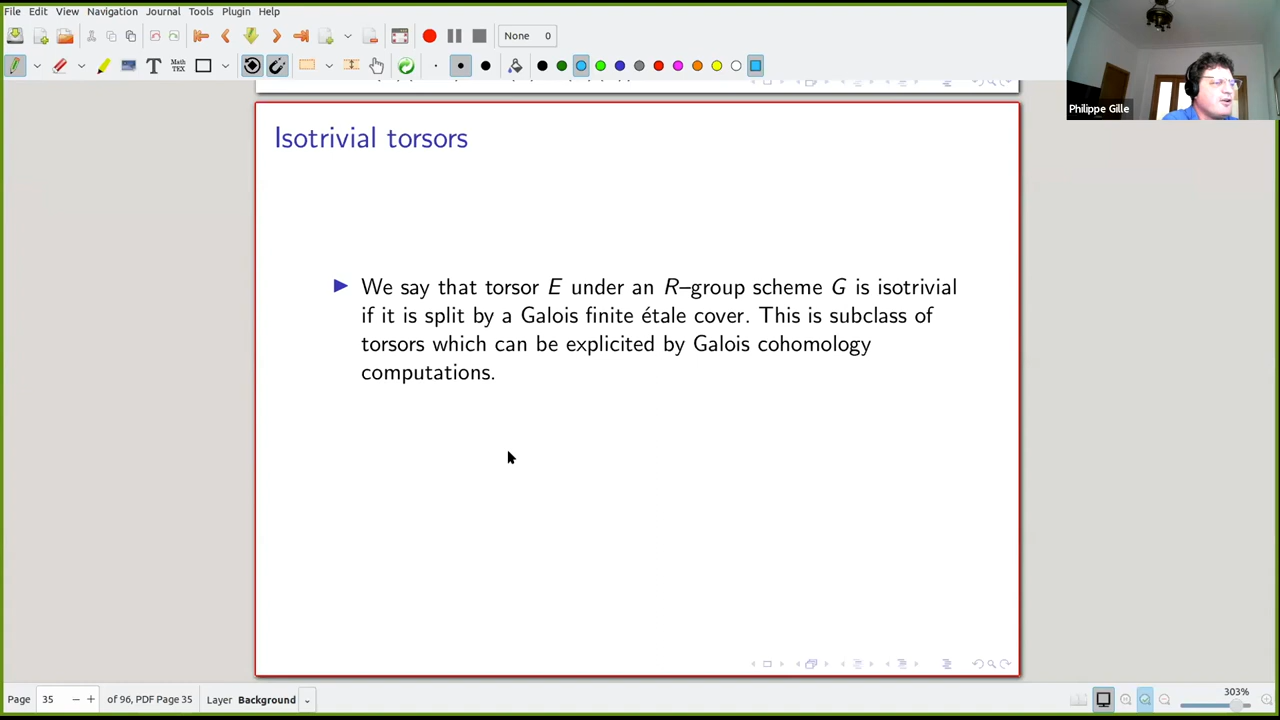 File Edit View Navigation Journal Tools Plugin Help
None 0
T Math TEX
Philippe Gille
Isotrivial torsors
We say that torsor E under an R–group scheme G is isotrivial
if it is split by a Galois finite étale cover. This is subclass of
torsors which can be explicited by Galois cohomology
computations.
Page 35 − + of 96, PDF Page 35 Layer Background 303%